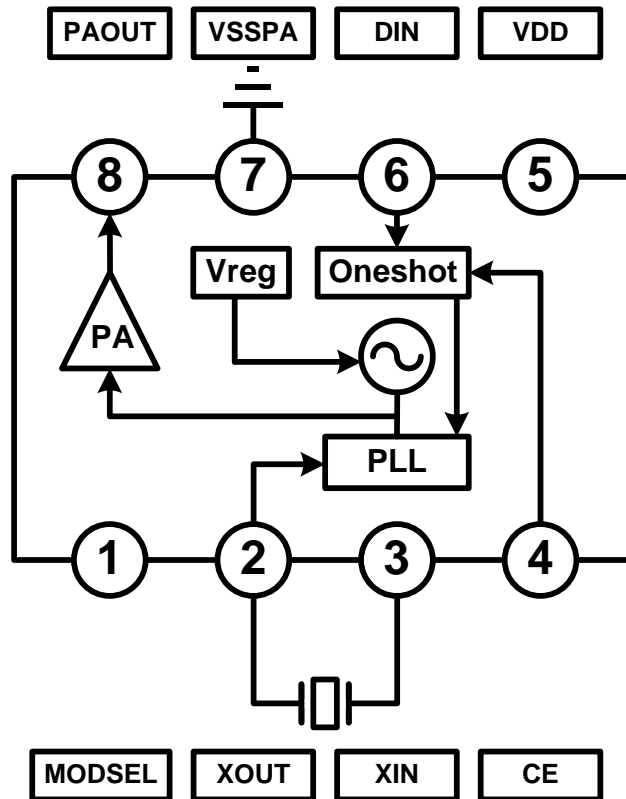 PAOUT VSSPA DIN VDD
8 7 6 5
Vreg Oneshot
PA
PLL
1 2 3 4
MODSEL XOUT XIN CE